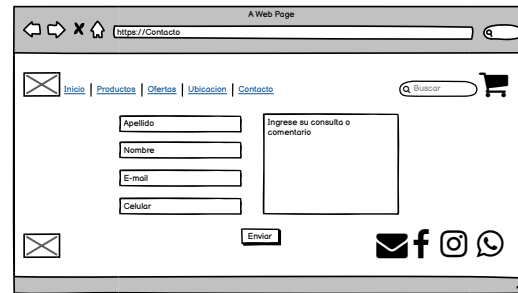 A Web Page
https://Contacto
Inicio | Productos | Ofertas | Ubicacion | Contacto
Buscar
Apellido
Nombre
E-mail
Celular
Ingrese su consulta o
comentario
Enviar